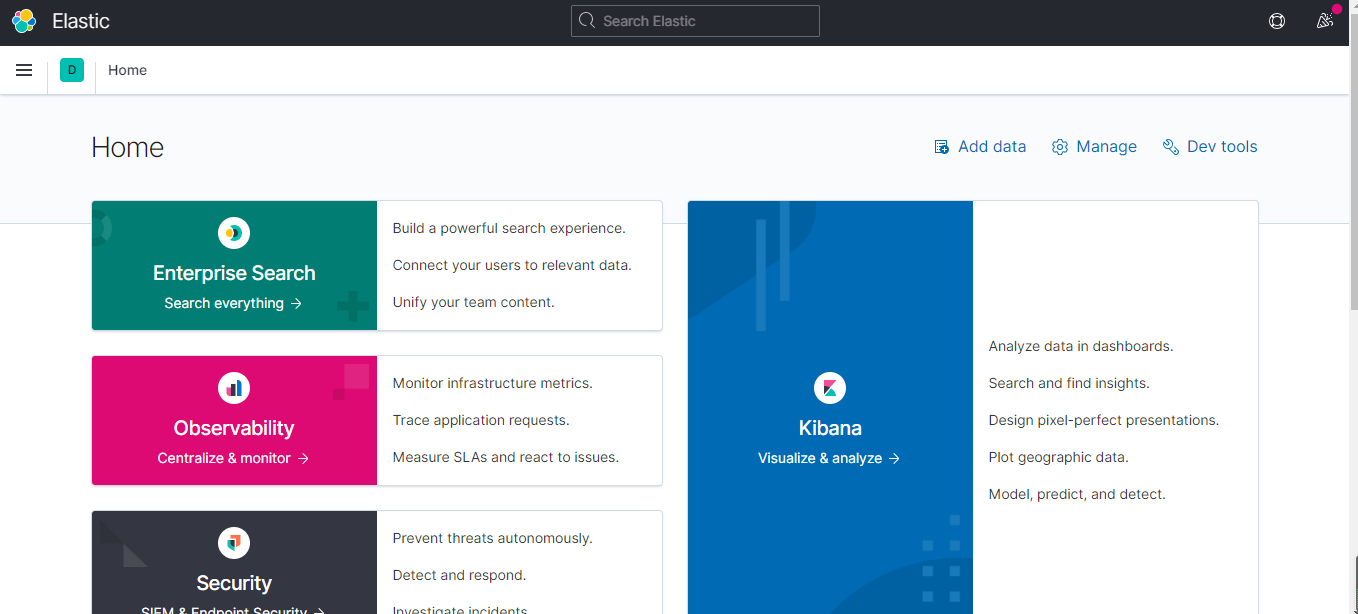 Elastic
Search Elastic
D
Home
Home
Add data
Manage
Dev tools
Enterprise Search
Search everything →
Build a powerful search experience.
Connect your users to relevant data.
Unify your team content.
Observability
Centralize & monitor →
Monitor infrastructure metrics.
Trace application requests.
Measure SLAs and react to issues.
Security
SIEM & Endpoint Security →
Prevent threats autonomously.
Detect and respond.
Investigate incidents.
Kibana
Visualize & analyze →
Analyze data in dashboards.
Search and find insights.
Design pixel-perfect presentations.
Plot geographic data.
Model, predict, and detect.